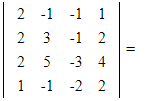 | 2 -1 -1 1 |
| 2 3 -1 2 | =
| 2 5 -3 4 |
| 1 -1 -2 2 |